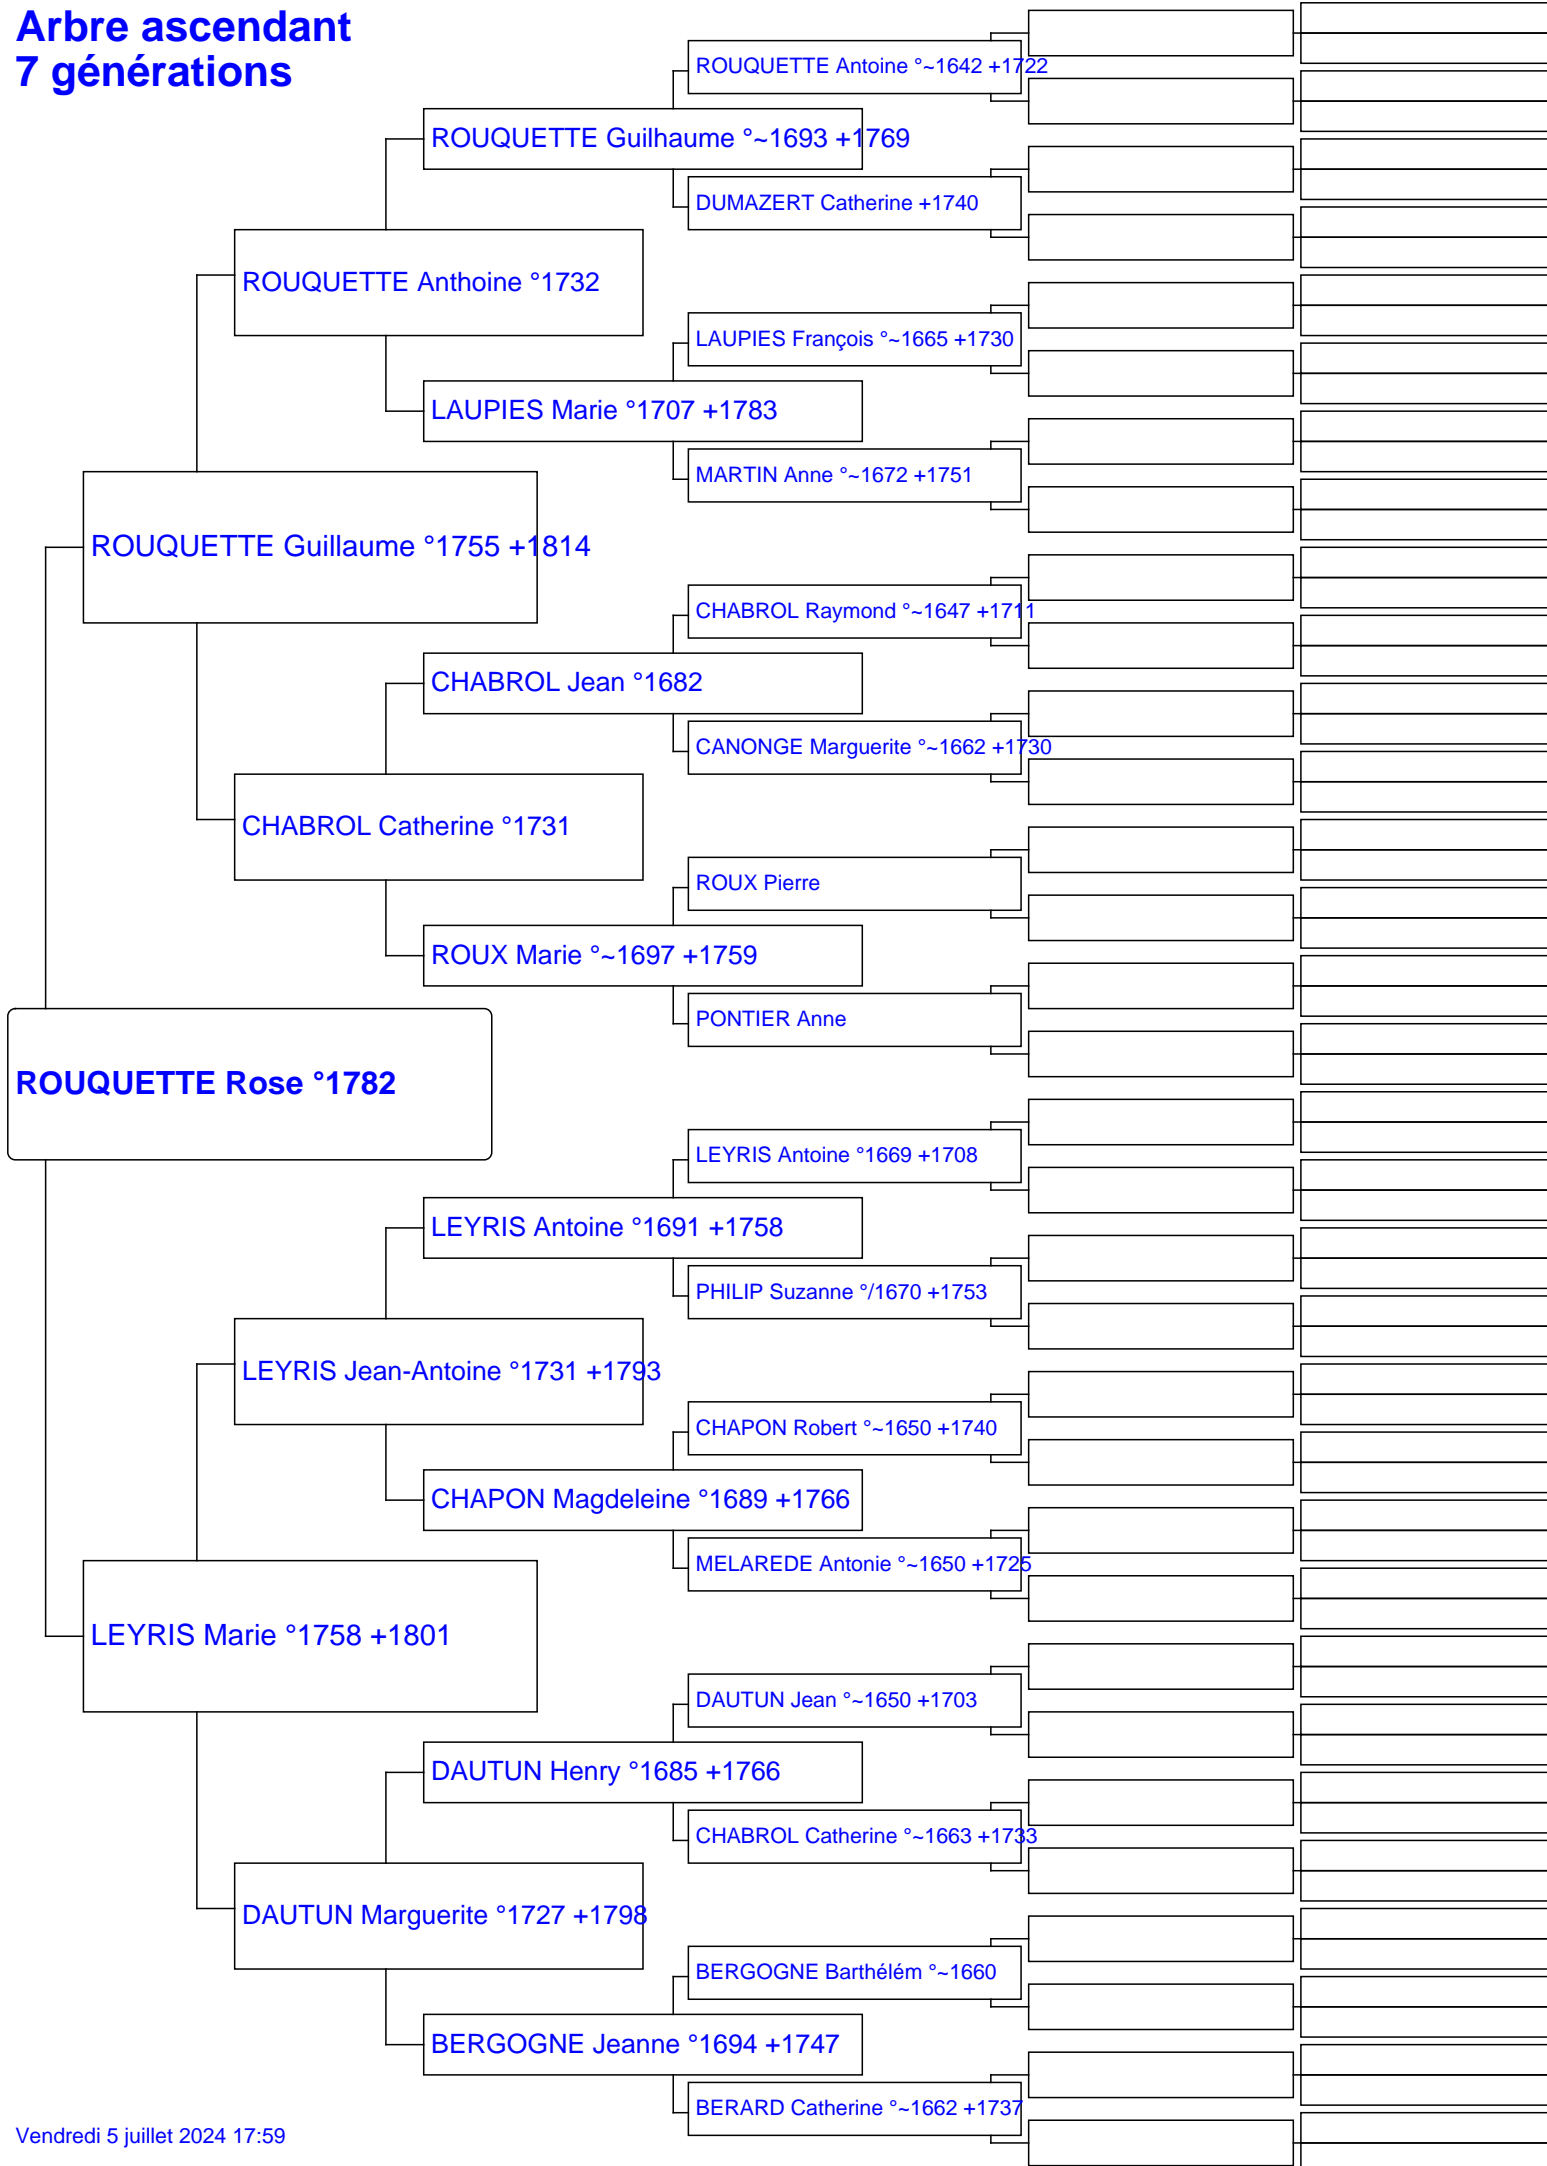 Arbre ascendant
7 générations
ROUQUETTE Antoine °~1642 +1722
ROUQUETTE Guilhaume °~1693 +1769
DUMAZERT Catherine +1740
ROUQUETTE Anthoine °1732
LAUPIES François °~1665 +1730
LAUPIES Marie °1707 +1783
MARTIN Anne °~1672 +1751
ROUQUETTE Guillaume °1755 +1814
CHABROL Raymond °~1647 +1711
CHABROL Jean °1682
CANONGE Marguerite °~1662 +1730
CHABROL Catherine °1731
ROUX Pierre
ROUX Marie °~1697 +1759
PONTIER Anne
ROUQUETTE Rose °1782
LEYRIS Antoine °1669 +1708
LEYRIS Antoine °1691 +1758
PHILIP Suzanne °/1670 +1753
LEYRIS Jean-Antoine °1731 +1793
CHAPON Robert °~1650 +1740
CHAPON Magdeleine °1689 +1766
MELAREDE Antonie °~1650 +1725
LEYRIS Marie °1758 +1801
DAUTUN Jean °~1650 +1703
DAUTUN Henry °1685 +1766
CHABROL Catherine °~1663 +1733
DAUTUN Marguerite °1727 +1798
BERGOGNE Barthélém °~1660
BERGOGNE Jeanne °1694 +1747
BERARD Catherine °~1662 +1737
Vendredi 5 juillet 2024 17:59